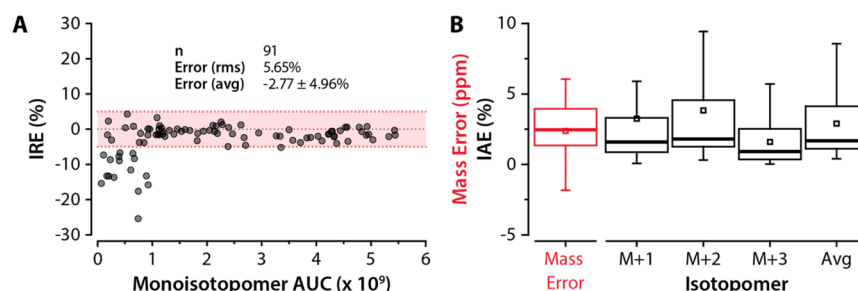 A
30
20
10
0
-10
-20
-30
IRE (%)
n 91
Error (rms) 5.65%
Error (avg) -2.77 ± 4.96%
0 1 2 3 4 5 6
Monoisotopomer AUC (x 10⁹)
B
10
5
0
-5
Mass Error (ppm)
IAE (%)
Mass Error
M+1 M+2 M+3 Avg
Isotopomer